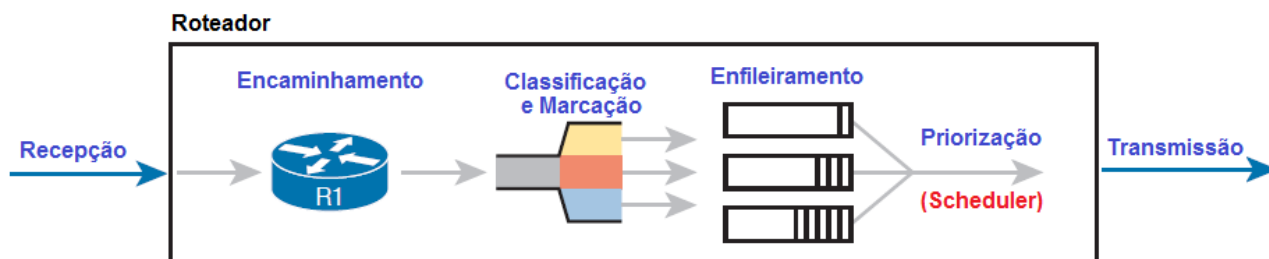 Roteador
Recepção
Encaminhamento
R1
Classificação
e Marcação
Enfileiramento
Priorização
(Scheduler)
Transmissão